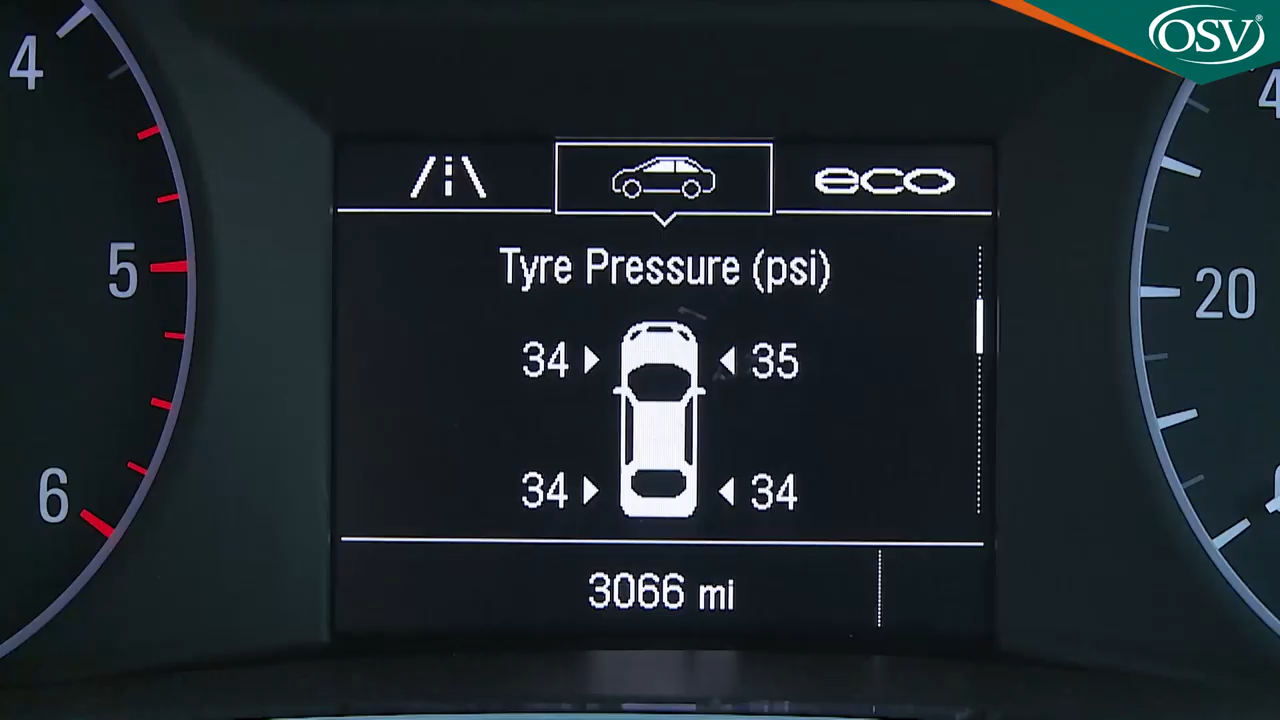 OSV®
4
5
6
eco
Tyre Pressure (psi)
34 35
34 34
3066 mi
20